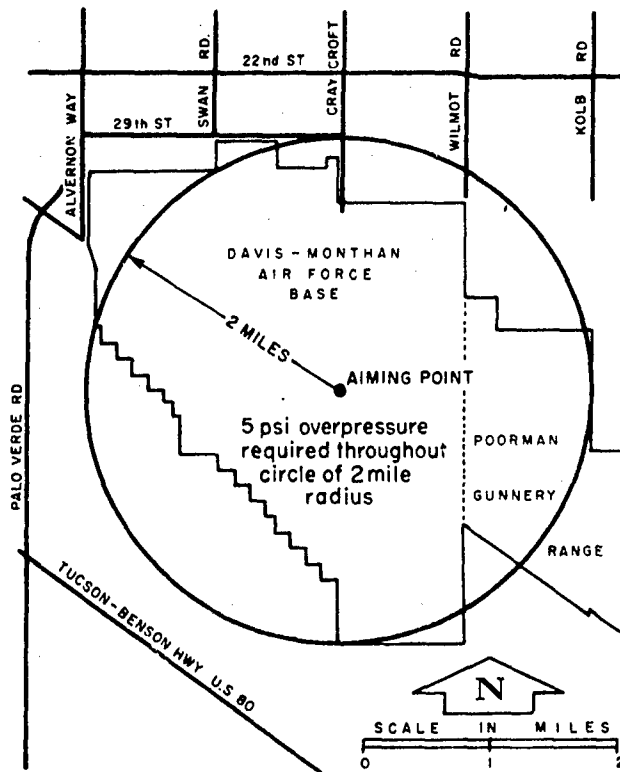 SWAN RD.
22nd ST
CRAYCROFT
WILMOT RD
KOLB RD
ALVERNON WAY
29th ST
DAVIS-MONTHAN
AIR FORCE
BASE
2 MILES
AIMING POINT
5 psi overpressure
required throughout
circle of 2 mile
radius
POORMAN
GUNNERY
RANGE
PALO VERDE RD
TUCSON-BENSON HWY U.S 80
N
SCALE IN MILES
0 1 2